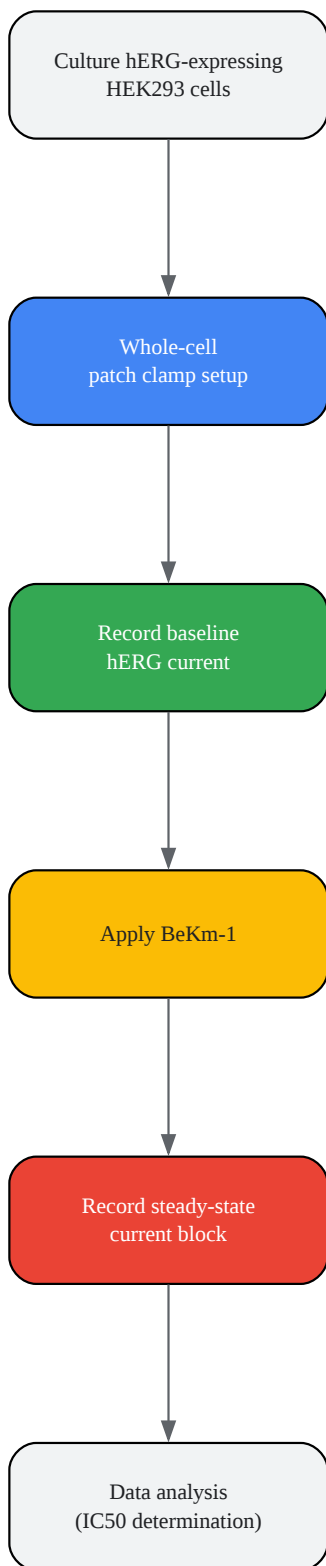 Culture hERG-expressing
HEK293 cells
Whole-cell
patch clamp setup
Record baseline
hERG current
Apply BeKm-1
Record steady-state
current block
Data analysis
(IC50 determination)